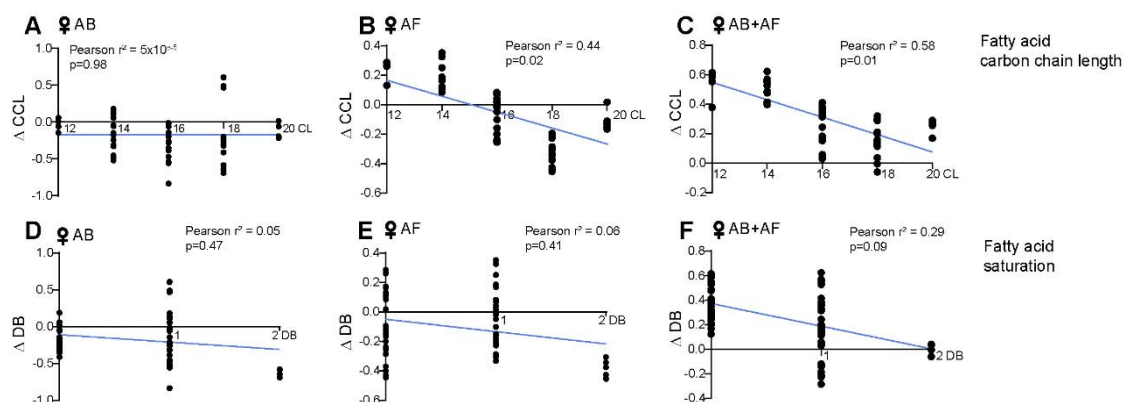 A ♀ AB
Pearson r² = 5x10⁻⁵
p=0.98
Δ CCL
1.0
0.5
0.0
-0.5
-1.0
12 14 16 18 20 CL
B ♀ AF
Pearson r² = 0.44
p=0.02
Δ CCL
0.4
0.2
0.0
-0.2
-0.4
-0.6
12 14 16 18 20
C ♀ AB+AF
Pearson r² = 0.58
p=0.01
Δ CCL
0.8
0.6
0.4
0.2
0.0
0.2
12 14 16 18 20 CL
Fatty acid
carbon chain length
D ♀ AB
Pearson r² = 0.05
p=0.47
Δ DB
1.0
0.5
0.0
-0.5
-1.0
1 2 DB
E ♀ AF
Pearson r² = 0.06
p=0.41
Δ DB
0.4
0.2
0.0
-0.2
-0.4
-0.6
1 2 DB
F ♀ AB+AF
Pearson r² = 0.29
p=0.09
Δ DB
0.8
0.6
0.4
0.2
0.0
0.2
0.4
1 2 DB
Fatty acid
saturation